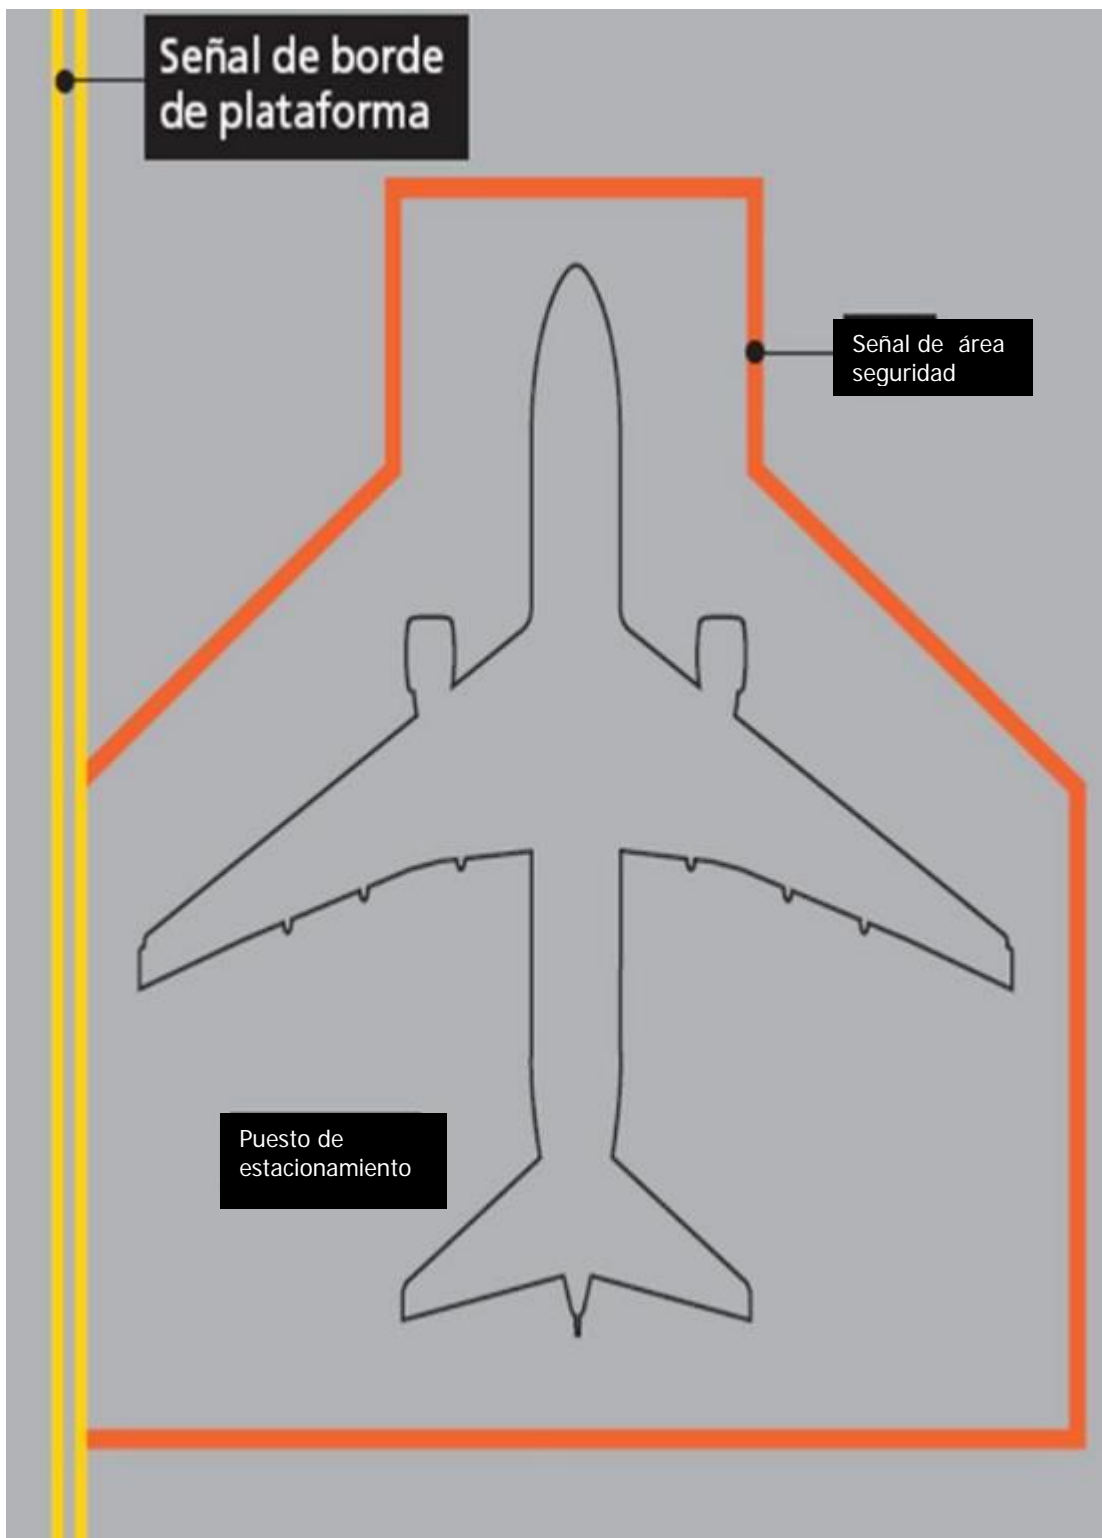 Señal de borde
de plataforma
Señal de área
seguridad
Puesto de
estacionamiento